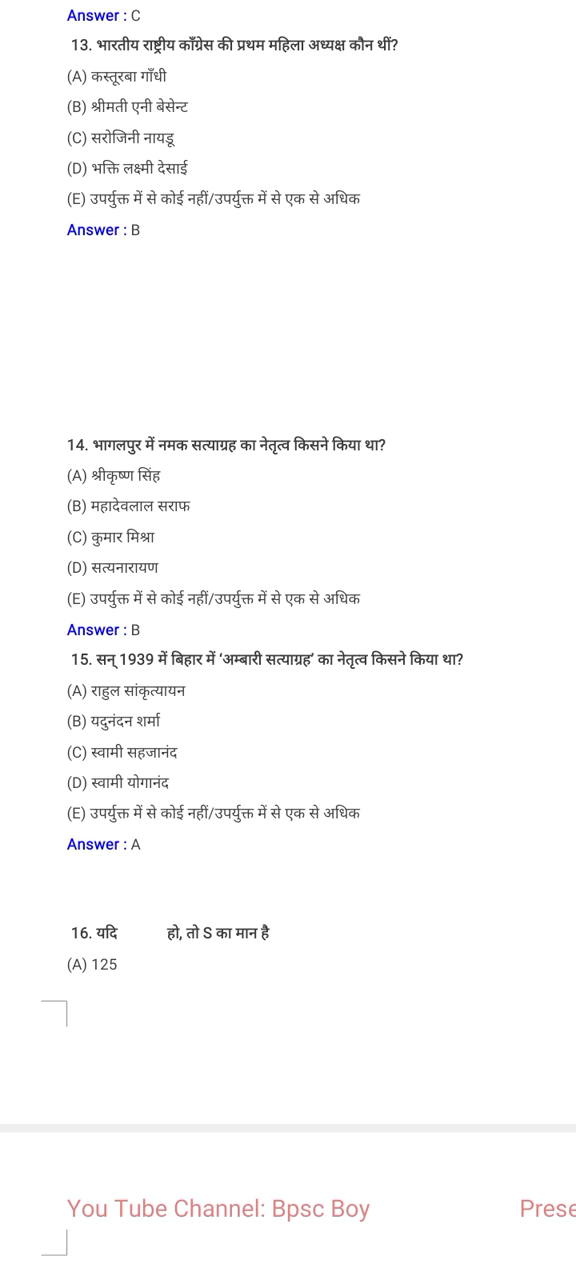 Answer : C
13. भारतीय राष्ट्रीय काँग्रेस की प्रथम महिला अध्यक्ष कौन थीं?
(A) कस्तूरबा गाँधी
(B) श्रीमती एनी बेसेन्ट
(C) सरोजिनी नायडू
(D) भक्ति लक्ष्मी देसाई
(E) उपर्युक्त में से कोई नहीं/उपर्युक्त में से एक से अधिक
Answer : B
14. भागलपुर में नमक सत्याग्रह का नेतृत्व किसने किया था?
(A) श्रीकृष्ण सिंह
(B) महादेवलाल सराफ
(C) कुमार मिश्रा
(D) सत्यनारायण
(E) उपर्युक्त में से कोई नहीं/उपर्युक्त में से एक से अधिक
Answer : B
15. सन् 1939 में बिहार में ‘अम्बारी सत्याग्रह’ का नेतृत्व किसने किया था?
(A) राहुल सांकृत्यायन
(B) यदुनंदन शर्मा
(C) स्वामी सहजानंद
(D) स्वामी योगानंद
(E) उपर्युक्त में से कोई नहीं/उपर्युक्त में से एक से अधिक
Answer : A
16. यदि हो, तो S का मान है
(A) 125
You Tube Channel: Bpsc Boy Prese